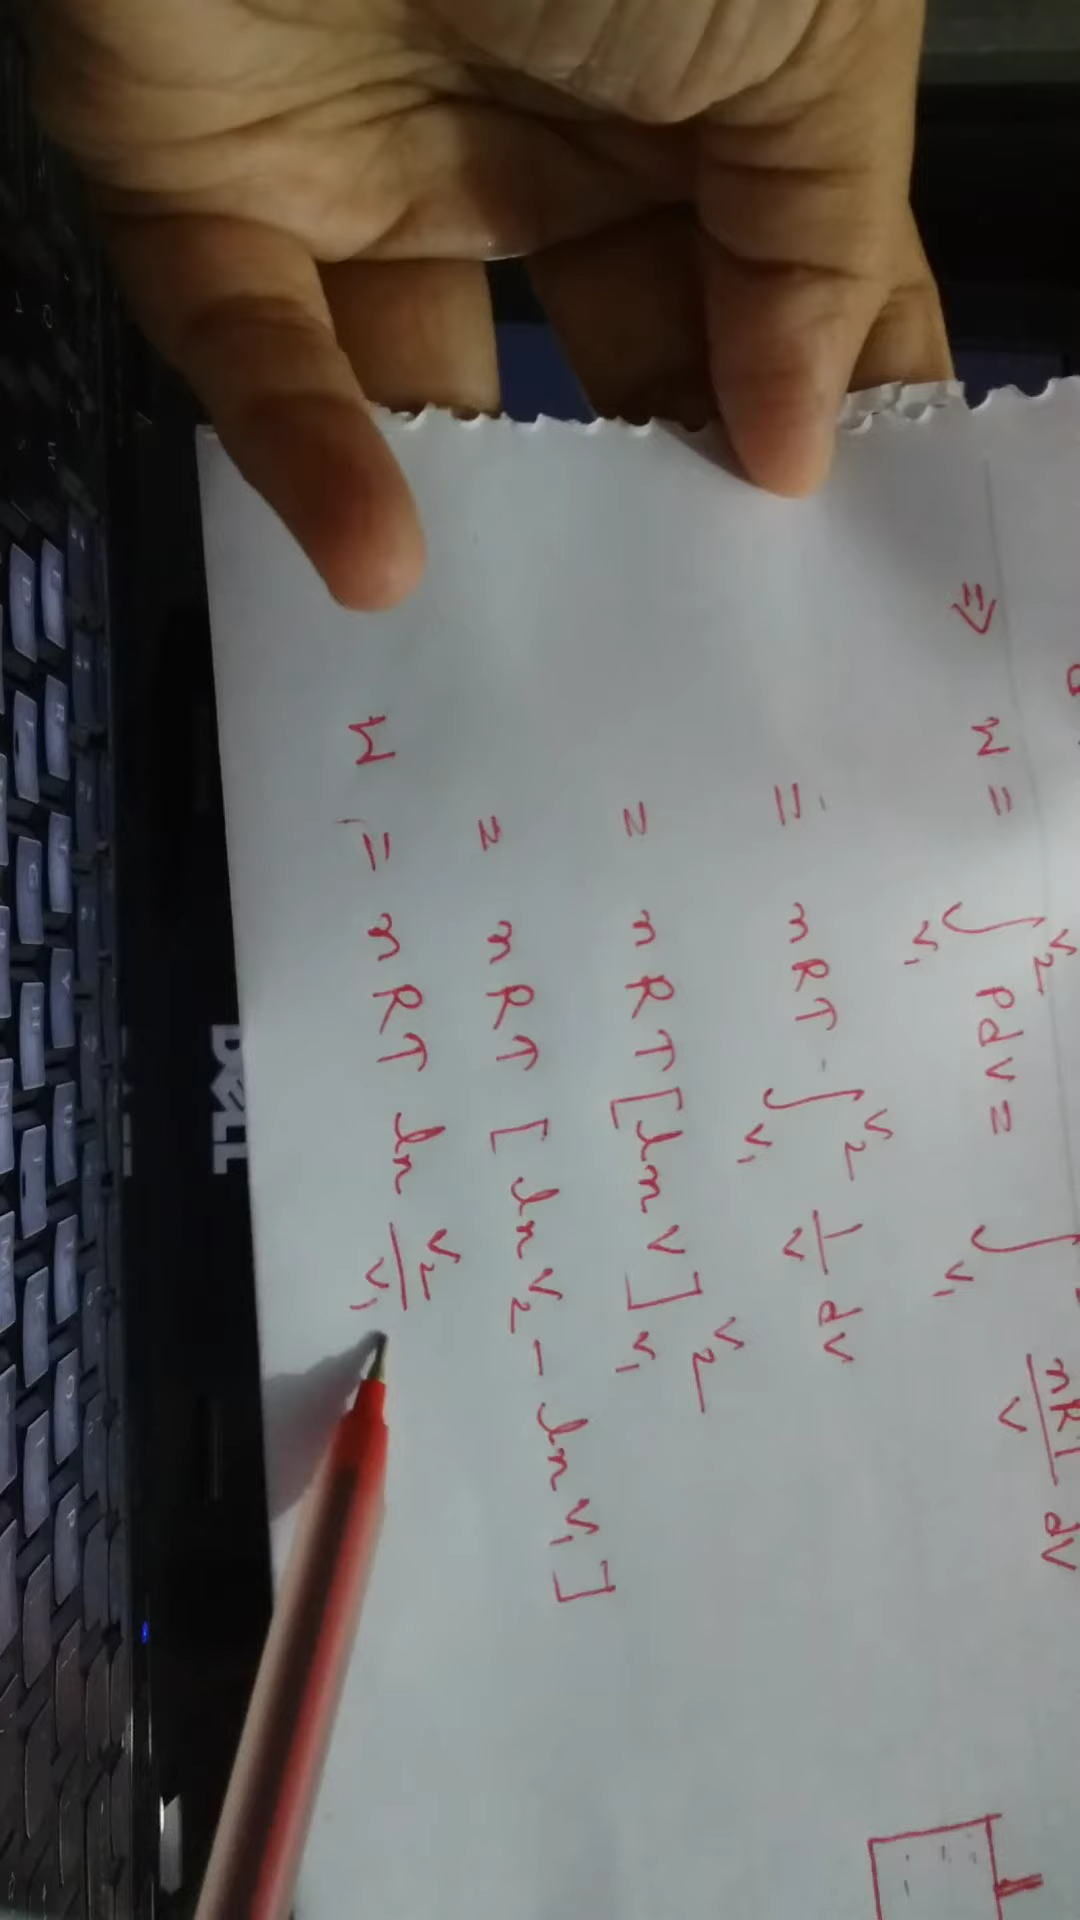 ⇒ W = ∫_{V₁}^{V₂} PdV = ∫_{V₁} nRT/V dV
= nRT · ∫_{V₁}^{V₂} 1/V dV
= nRT [ln V]_{V₁}^{V₂}
= nRT [ln V₂ − ln V₁]
W = nRT ln V₂/V₁
DELL